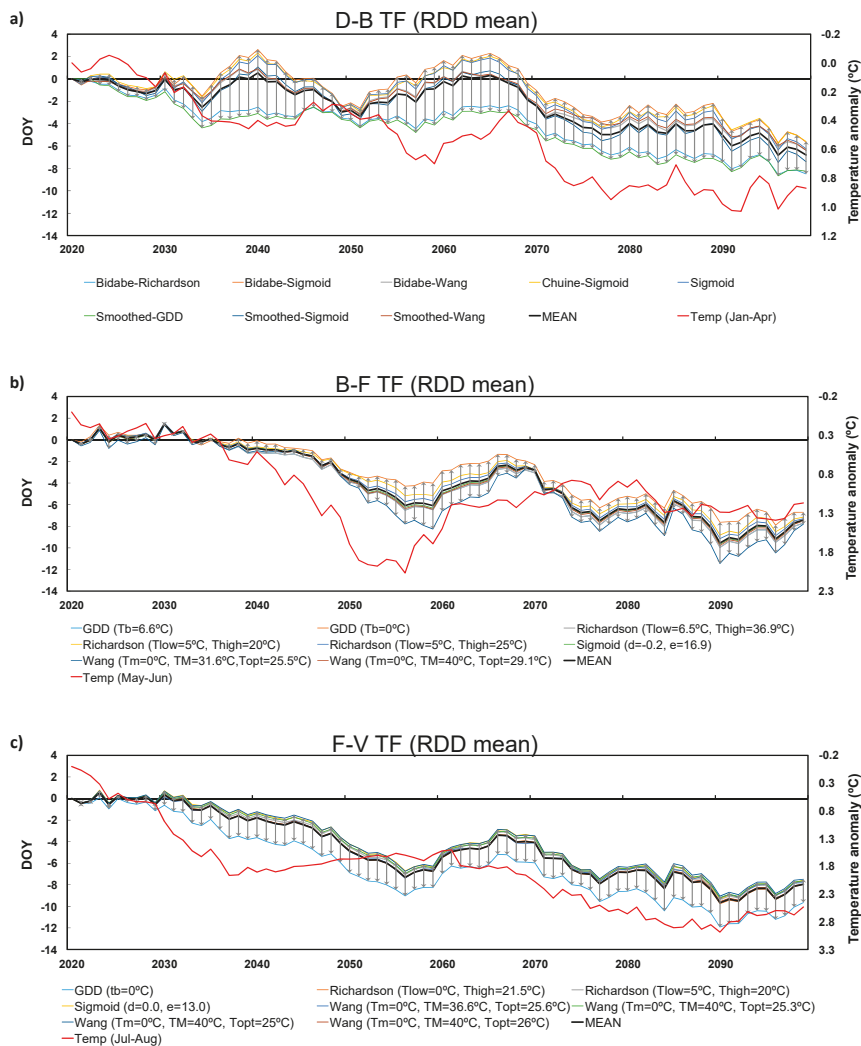 a)
D-B TF (RDD mean)
4
2
0
-2
-4
-6
-8
-10
-12
-14
DOY
-0.2
0.0
0.2
0.4
0.6
0.8
1.0
1.2
Temperature anomaly (ºC)
2020 2030 2040 2050 2060 2070 2080 2090
Bidabe-Richardson Bidabe-Sigmoid Bidabe-Wang Chuine-Sigmoid Sigmoid
Smoothed-GDD Smoothed-Sigmoid Smoothed-Wang MEAN Temp (Jan-Apr)
b)
B-F TF (RDD mean)
4
2
0
-2
-4
-6
-8
-10
-12
-14
DOY
-0.2
0.3
0.8
1.3
1.8
2.3
Temperature anomaly (ºC)
2020 2030 2040 2050 2060 2070 2080 2090
GDD (Tb=6.6ºC) GDD (Tb=0ºC) Richardson (Tlow=6.5ºC, Thigh=36.9ºC)
Richardson (Tlow=5ºC, Thigh=20ºC) Richardson (Tlow=5ºC, Thigh=25ºC) Sigmoid (d=-0.2, e=16.9)
Wang (Tm=0ºC, TM=31.6ºC,Topt=25.5ºC) Wang (Tm=0ºC, TM=40ºC, Topt=29.1ºC) MEAN
Temp (May-Jun)
c)
F-V TF (RDD mean)
4
2
0
-2
-4
-6
-8
-10
-12
-14
DOY
-0.2
0.3
0.8
1.3
1.8
2.3
2.8
3.3
Temperature anomaly (ºC)
2020 2030 2040 2050 2060 2070 2080 2090
GDD (tb=0ºC) Richardson (Tlow=0ºC, Thigh=21.5ºC) Richardson (Tlow=5ºC, Thigh=20ºC)
Sigmoid (d=0.0, e=13.0) Wang (Tm=0ºC, TM=36.6ºC, Topt=25.6ºC) Wang (Tm=0ºC, TM=40ºC, Topt=25.3ºC)
Wang (Tm=0ºC, TM=40ºC, Topt=25ºC) Wang (Tm=0ºC, TM=40ºC, Topt=26ºC) MEAN
Temp (Jul-Aug)